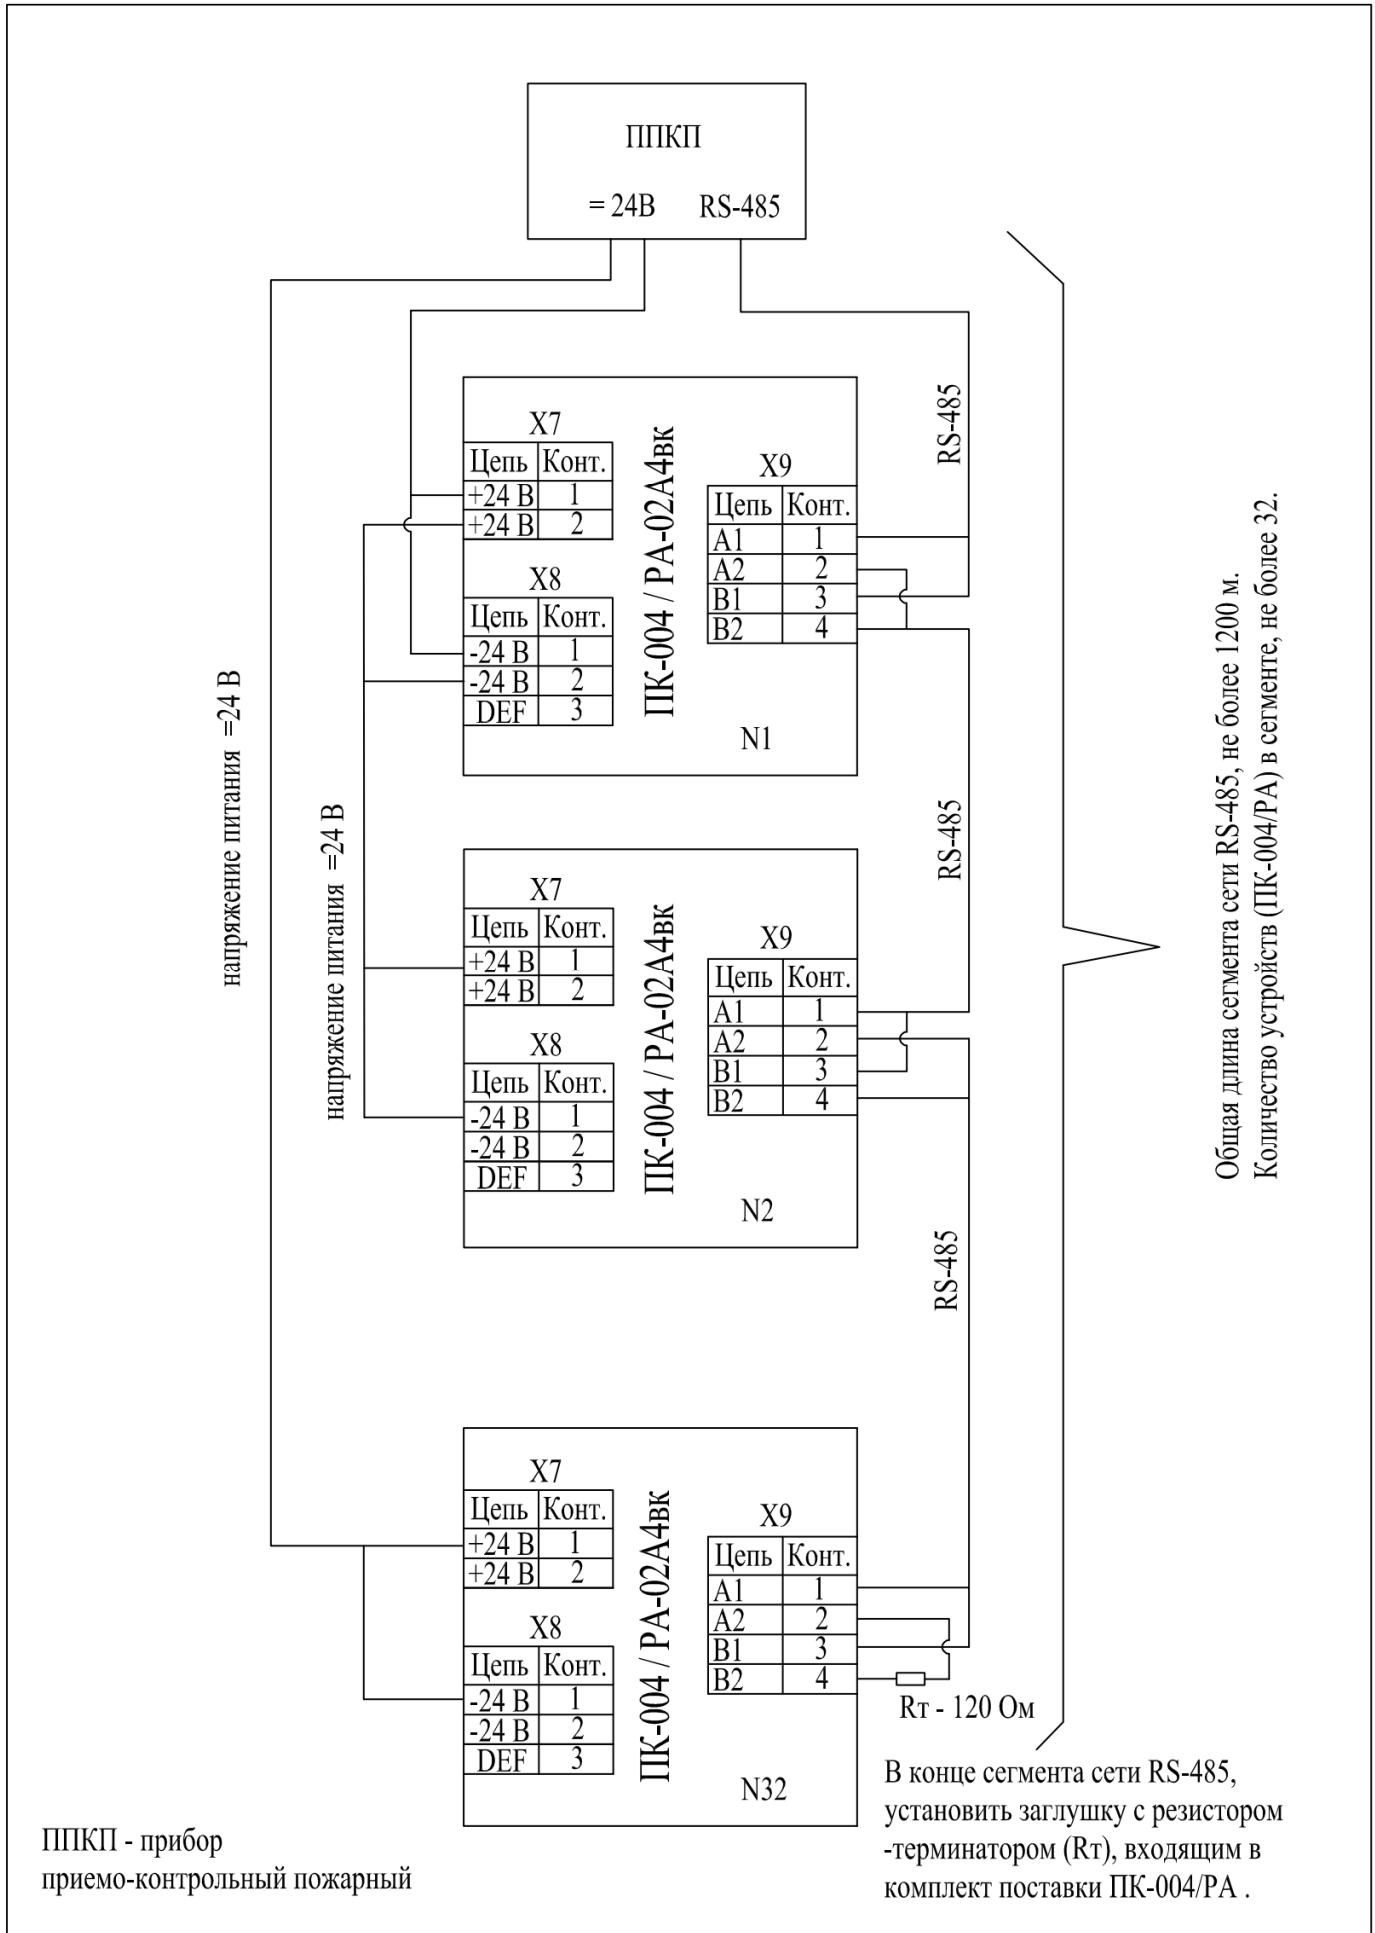 ППКП
= 24В RS-485
RS-485
X7
Цепь Конт.
+24 В 1
+24 В 2
X8
Цепь Конт.
-24 В 1
-24 В 2
DEF 3
ПК-004 / РА-02А4вк
X9
Цепь Конт.
A1 1
A2 2
B1 3
B2 4
N1
напряжение питания =24 В
напряжение питания =24 В
RS-485
X7
Цепь Конт.
+24 В 1
+24 В 2
X8
Цепь Конт.
-24 В 1
-24 В 2
DEF 3
ПК-004 / РА-02А4вк
X9
Цепь Конт.
A1 1
A2 2
B1 3
B2 4
N2
RS-485
X7
Цепь Конт.
+24 В 1
+24 В 2
X8
Цепь Конт.
-24 В 1
-24 В 2
DEF 3
ПК-004 / РА-02А4вк
X9
Цепь Конт.
A1 1
A2 2
B1 3
B2 4
N32
Rт - 120 Ом
Общая длина сегмента сети RS-485, не более 1200 м.
Количество устройств (ПК-004/РА) в сегменте, не более 32.
В конце сегмента сети RS-485,
установить заглушку с резистором
-терминатором (Rт), входящим в
комплект поставки ПК-004/РА .
ППКП - прибор
приемо-контрольный пожарный